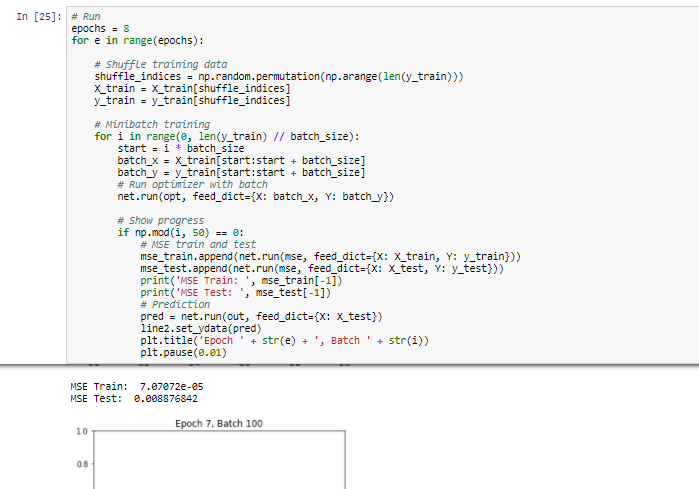 In [25]:
# Run
epochs = 8
for e in range(epochs):
# Shuffle training data
shuffle_indices = np.random.permutation(np.arange(len(y_train)))
X_train = X_train[shuffle_indices]
y_train = y_train[shuffle_indices]
# Minibatch training
for i in range(0, len(y_train) // batch_size):
start = i * batch_size
batch_x = X_train[start:start + batch_size]
batch_y = y_train[start:start + batch_size]
# Run optimizer with batch
net.run(opt, feed_dict={X: batch_x, Y: batch_y})
# Show progress
if np.mod(i, 50) == 0:
# MSE train and test
mse_train.append(net.run(mse, feed_dict={X: X_train, Y: y_train}))
mse_test.append(net.run(mse, feed_dict={X: X_test, Y: y_test}))
print('MSE Train: ', mse_train[-1])
print('MSE Test: ', mse_test[-1])
# Prediction
pred = net.run(out, feed_dict={X: X_test})
line2.set_ydata(pred)
plt.title('Epoch ' + str(e) + ', Batch ' + str(i))
plt.pause(0.01)
MSE Train:  7.07072e-05
MSE Test:  0.008876842
Epoch 7, Batch 100
1.0
0.8